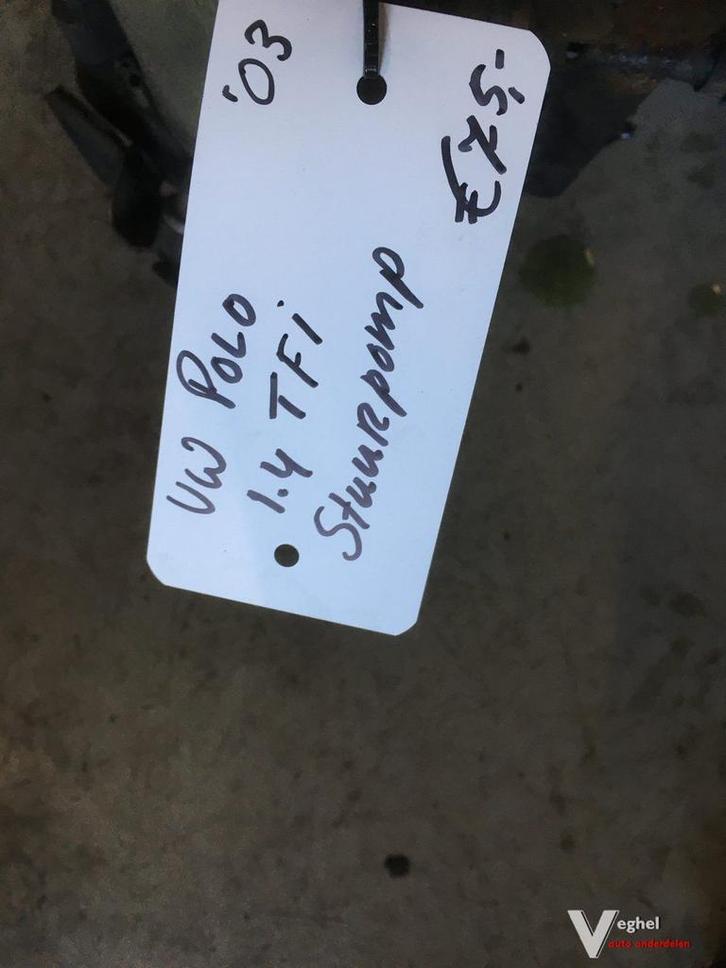 VW POLO '03
1.4 TFI.
Stuurpomp €75,-
Veghel
auto onderdelen